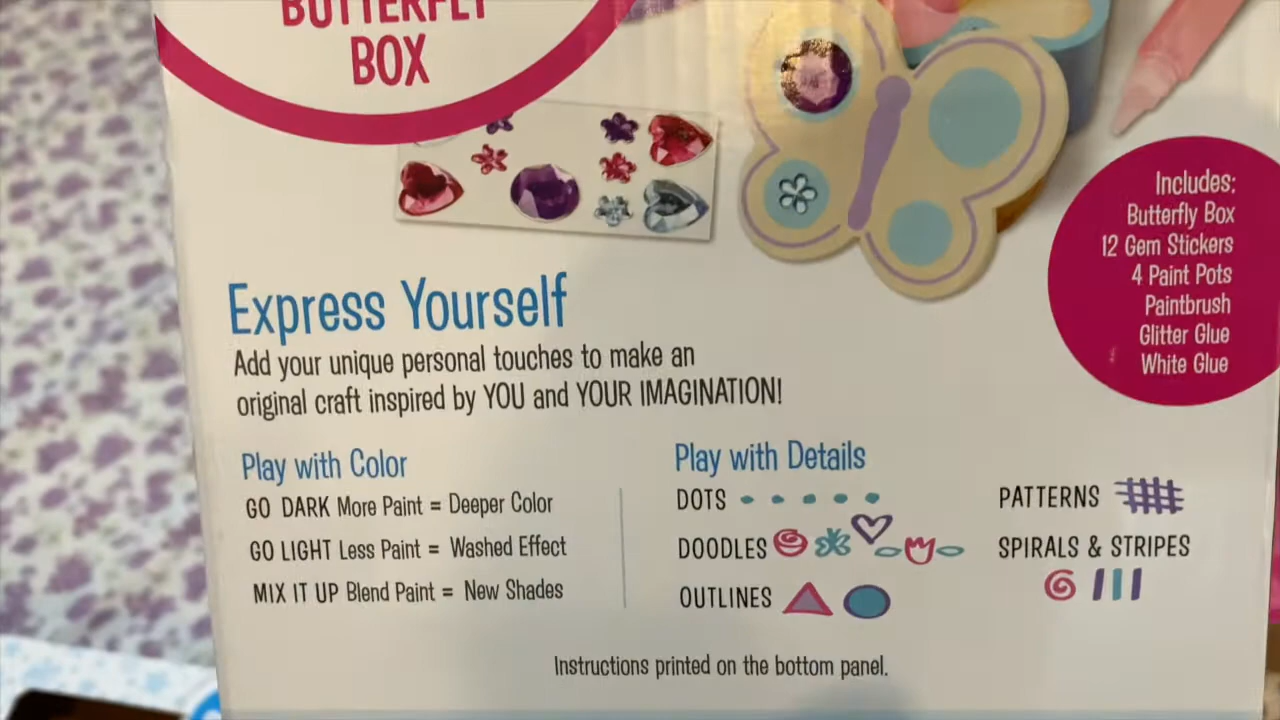 BUTTERFLY
BOX
Includes:
Butterfly Box
12 Gem Stickers
4 Paint Pots
Paintbrush
Glitter Glue
White Glue
Express Yourself
Add your unique personal touches to make an
original craft inspired by YOU and YOUR IMAGINATION!
Play with Color
GO DARK More Paint = Deeper Color
GO LIGHT Less Paint = Washed Effect
MIX IT UP Blend Paint = New Shades
Play with Details
DOTS
DOODLES
OUTLINES
PATTERNS
SPIRALS & STRIPES
Instructions printed on the bottom panel.